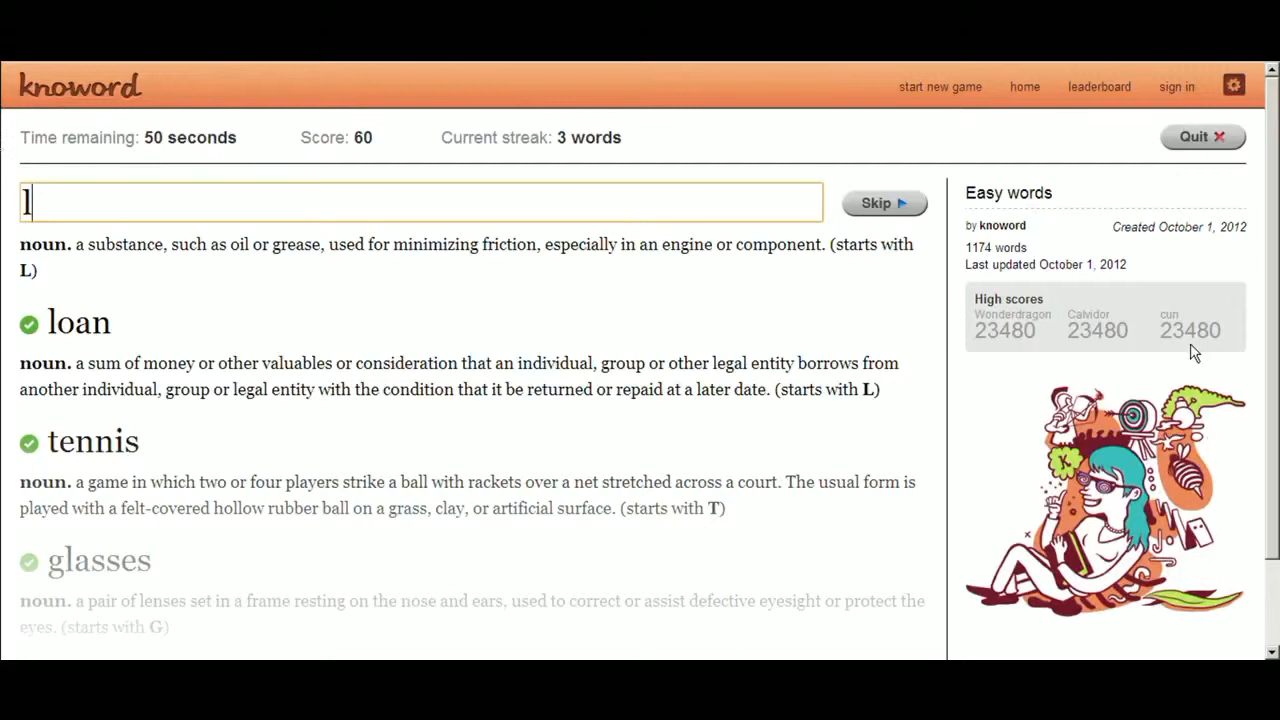 knoword
start new game home leaderboard sign in
Time remaining: 50 seconds Score: 60 Current streak: 3 words
Quit
l
Skip
noun. a substance, such as oil or grease, used for minimizing friction, especially in an engine or component. (starts with
L)
loan
noun. a sum of money or other valuables or consideration that an individual, group or other legal entity borrows from
another individual, group or legal entity with the condition that it be returned or repaid at a later date. (starts with L)
tennis
noun. a game in which two or four players strike a ball with rackets over a net stretched across a court. The usual form is
played with a felt-covered hollow rubber ball on a grass, clay, or artificial surface. (starts with T)
glasses
noun. a pair of lenses set in a frame resting on the nose and ears, used to correct or assist defective eyesight or protect the
eyes. (starts with G)
Easy words
by knoword Created October 1, 2012
1174 words
Last updated October 1, 2012
High scores
Wonderdragon Calvidor cun
23480 23480 23480
K